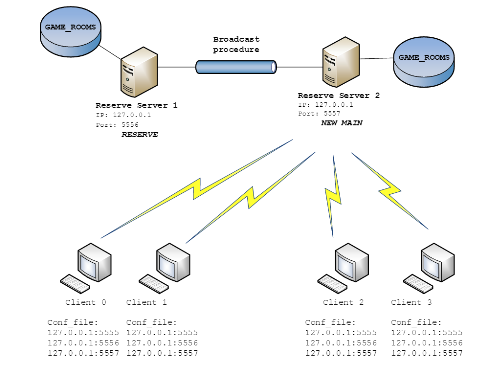 GAME_ROOMS
Broadcast
procedure
GAME_ROOMS
Reserve Server 1
IP: 127.0.0.1
Port: 5556
RESERVE
Reserve Server 2
IP: 127.0.0.1
Port: 5557
NEW MAIN
Client 0
Client 1
Client 2
Client 3
Conf file:
127.0.0.1:5555
127.0.0.1:5556
127.0.0.1:5557
Conf file:
127.0.0.1:5555
127.0.0.1:5556
127.0.0.1:5557
Conf file:
127.0.0.1:5555
127.0.0.1:5556
127.0.0.1:5557
Conf file:
127.0.0.1:5555
127.0.0.1:5556
127.0.0.1:5557